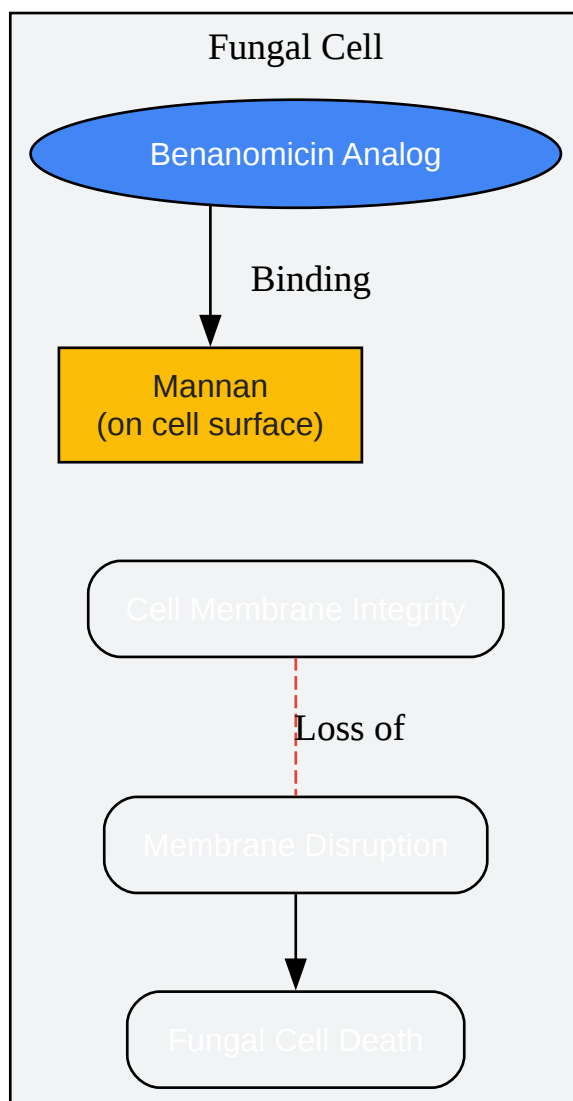 Fungal Cell
Benanomicin Analog
Binding
Mannan
(on cell surface)
Cell Membrane Integrity
Loss of
Membrane Disruption
Fungal Cell Death